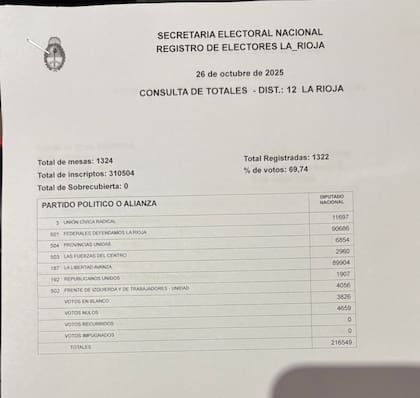 SECRETARIA ELECTORAL NACIONAL
REGISTRO DE ELECTORES LA_RIOJA
26 de octubre de 2025
CONSULTA DE TOTALES - DIST.: 12 LA RIOJA
Total de mesas: 1324 Total Registradas: 1322
Total de inscriptos: 310504 % de votos: 69,74
Total de Sobrecubierta: 0
PARTIDO POLITICO O ALIANZA DIPUTADO NACIONAL
3 UNIÓN CÍVICA RADICAL 11697
501 FEDERALES DEFENDAMOS LA RIOJA 90686
504 PROVINCIAS UNIDAS 6854
503 LAS FUERZAS DEL CENTRO 2960
187 LA LIBERTAD AVANZA 89904
192 REPUBLICANOS UNIDOS 1907
502 FRENTE DE IZQUIERDA Y DE TRABAJADORES - UNIDAD 4056
VOTOS EN BLANCO 3826
VOTOS NULOS 4659
VOTOS RECURRIDOS 0
VOTOS IMPUGNADOS 0
TOTALES 216549